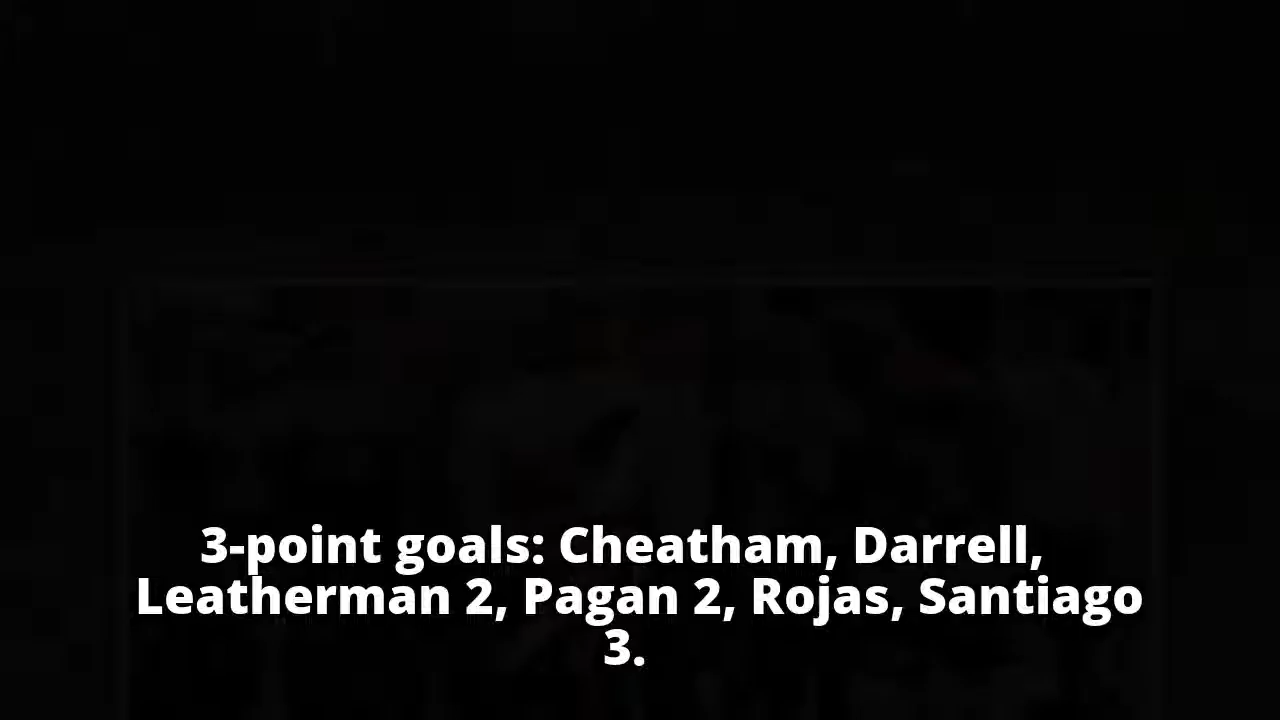 3-point goals: Cheatham, Darrell,
Leatherman 2, Pagan 2, Rojas, Santiago
3.